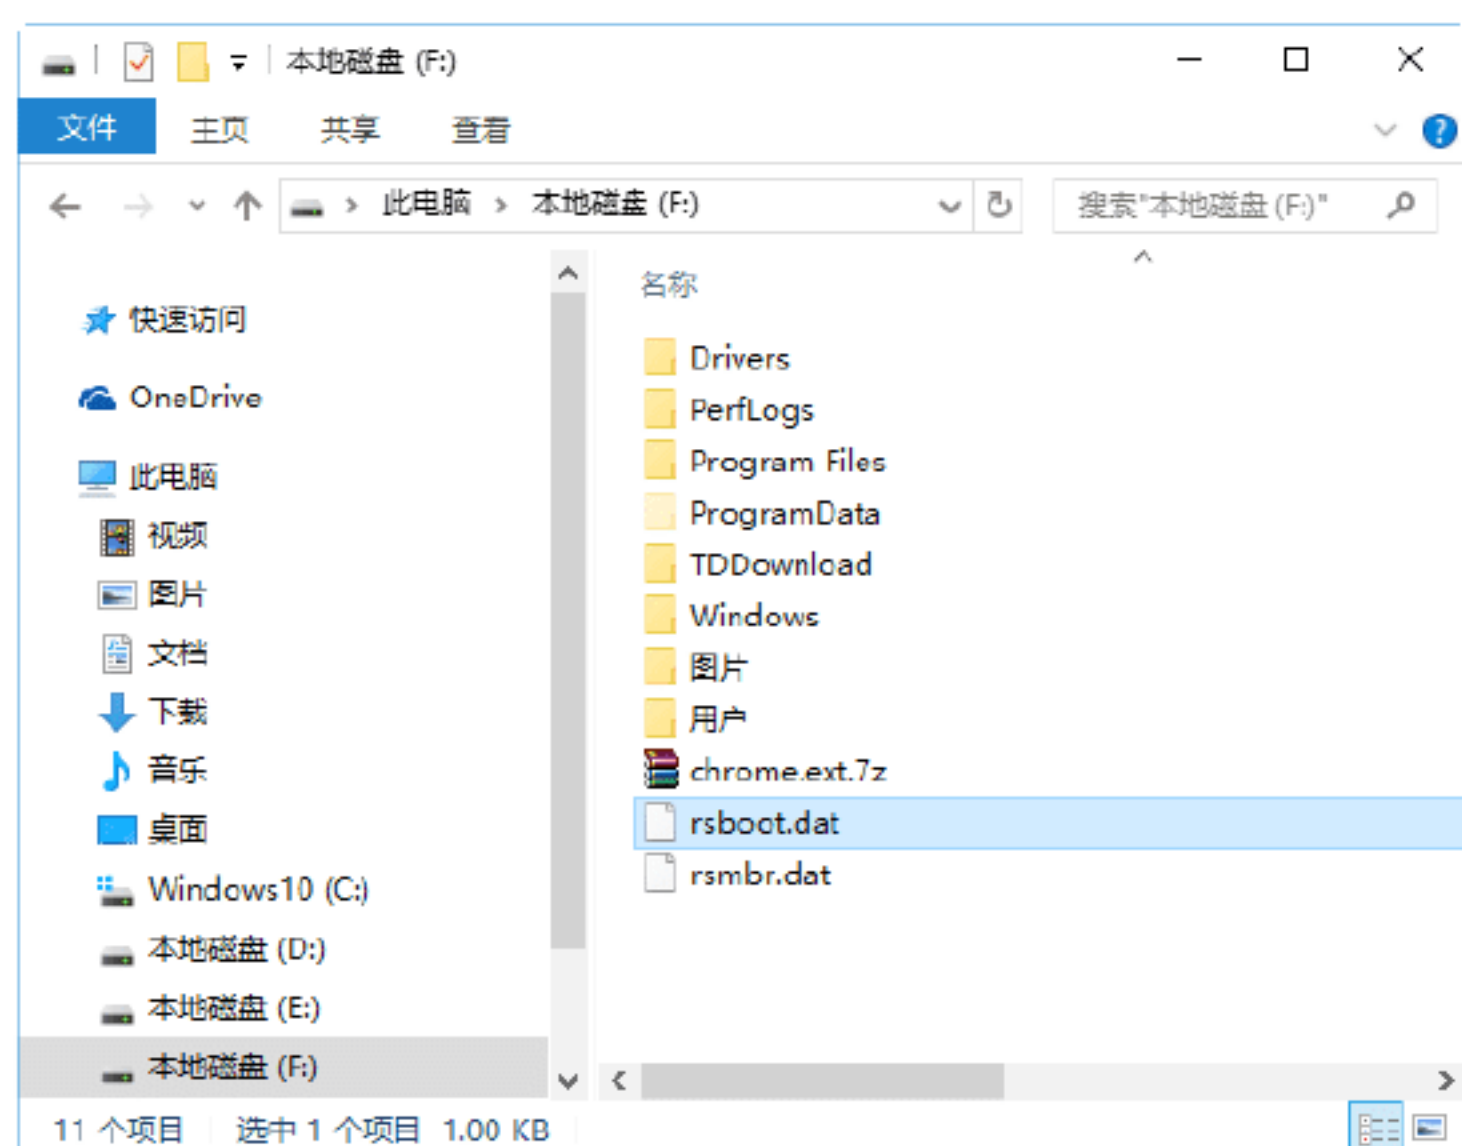 本地磁盘 (F:)
文件 主页 共享 查看
此电脑 本地磁盘 (F:) 搜索"本地磁盘 (F:)"
名称
快速访问
OneDrive
此电脑
视频
图片
文档
下载
音乐
桌面
Windows10 (C:)
本地磁盘 (D:)
本地磁盘 (E:)
本地磁盘 (F:)
Drivers
PerfLogs
Program Files
ProgramData
TDDownload
Windows
图片
用户
chrome.ext.7z
rsboot.dat
rsmbr.dat
11 个项目 选中 1 个项目 1.00 KB